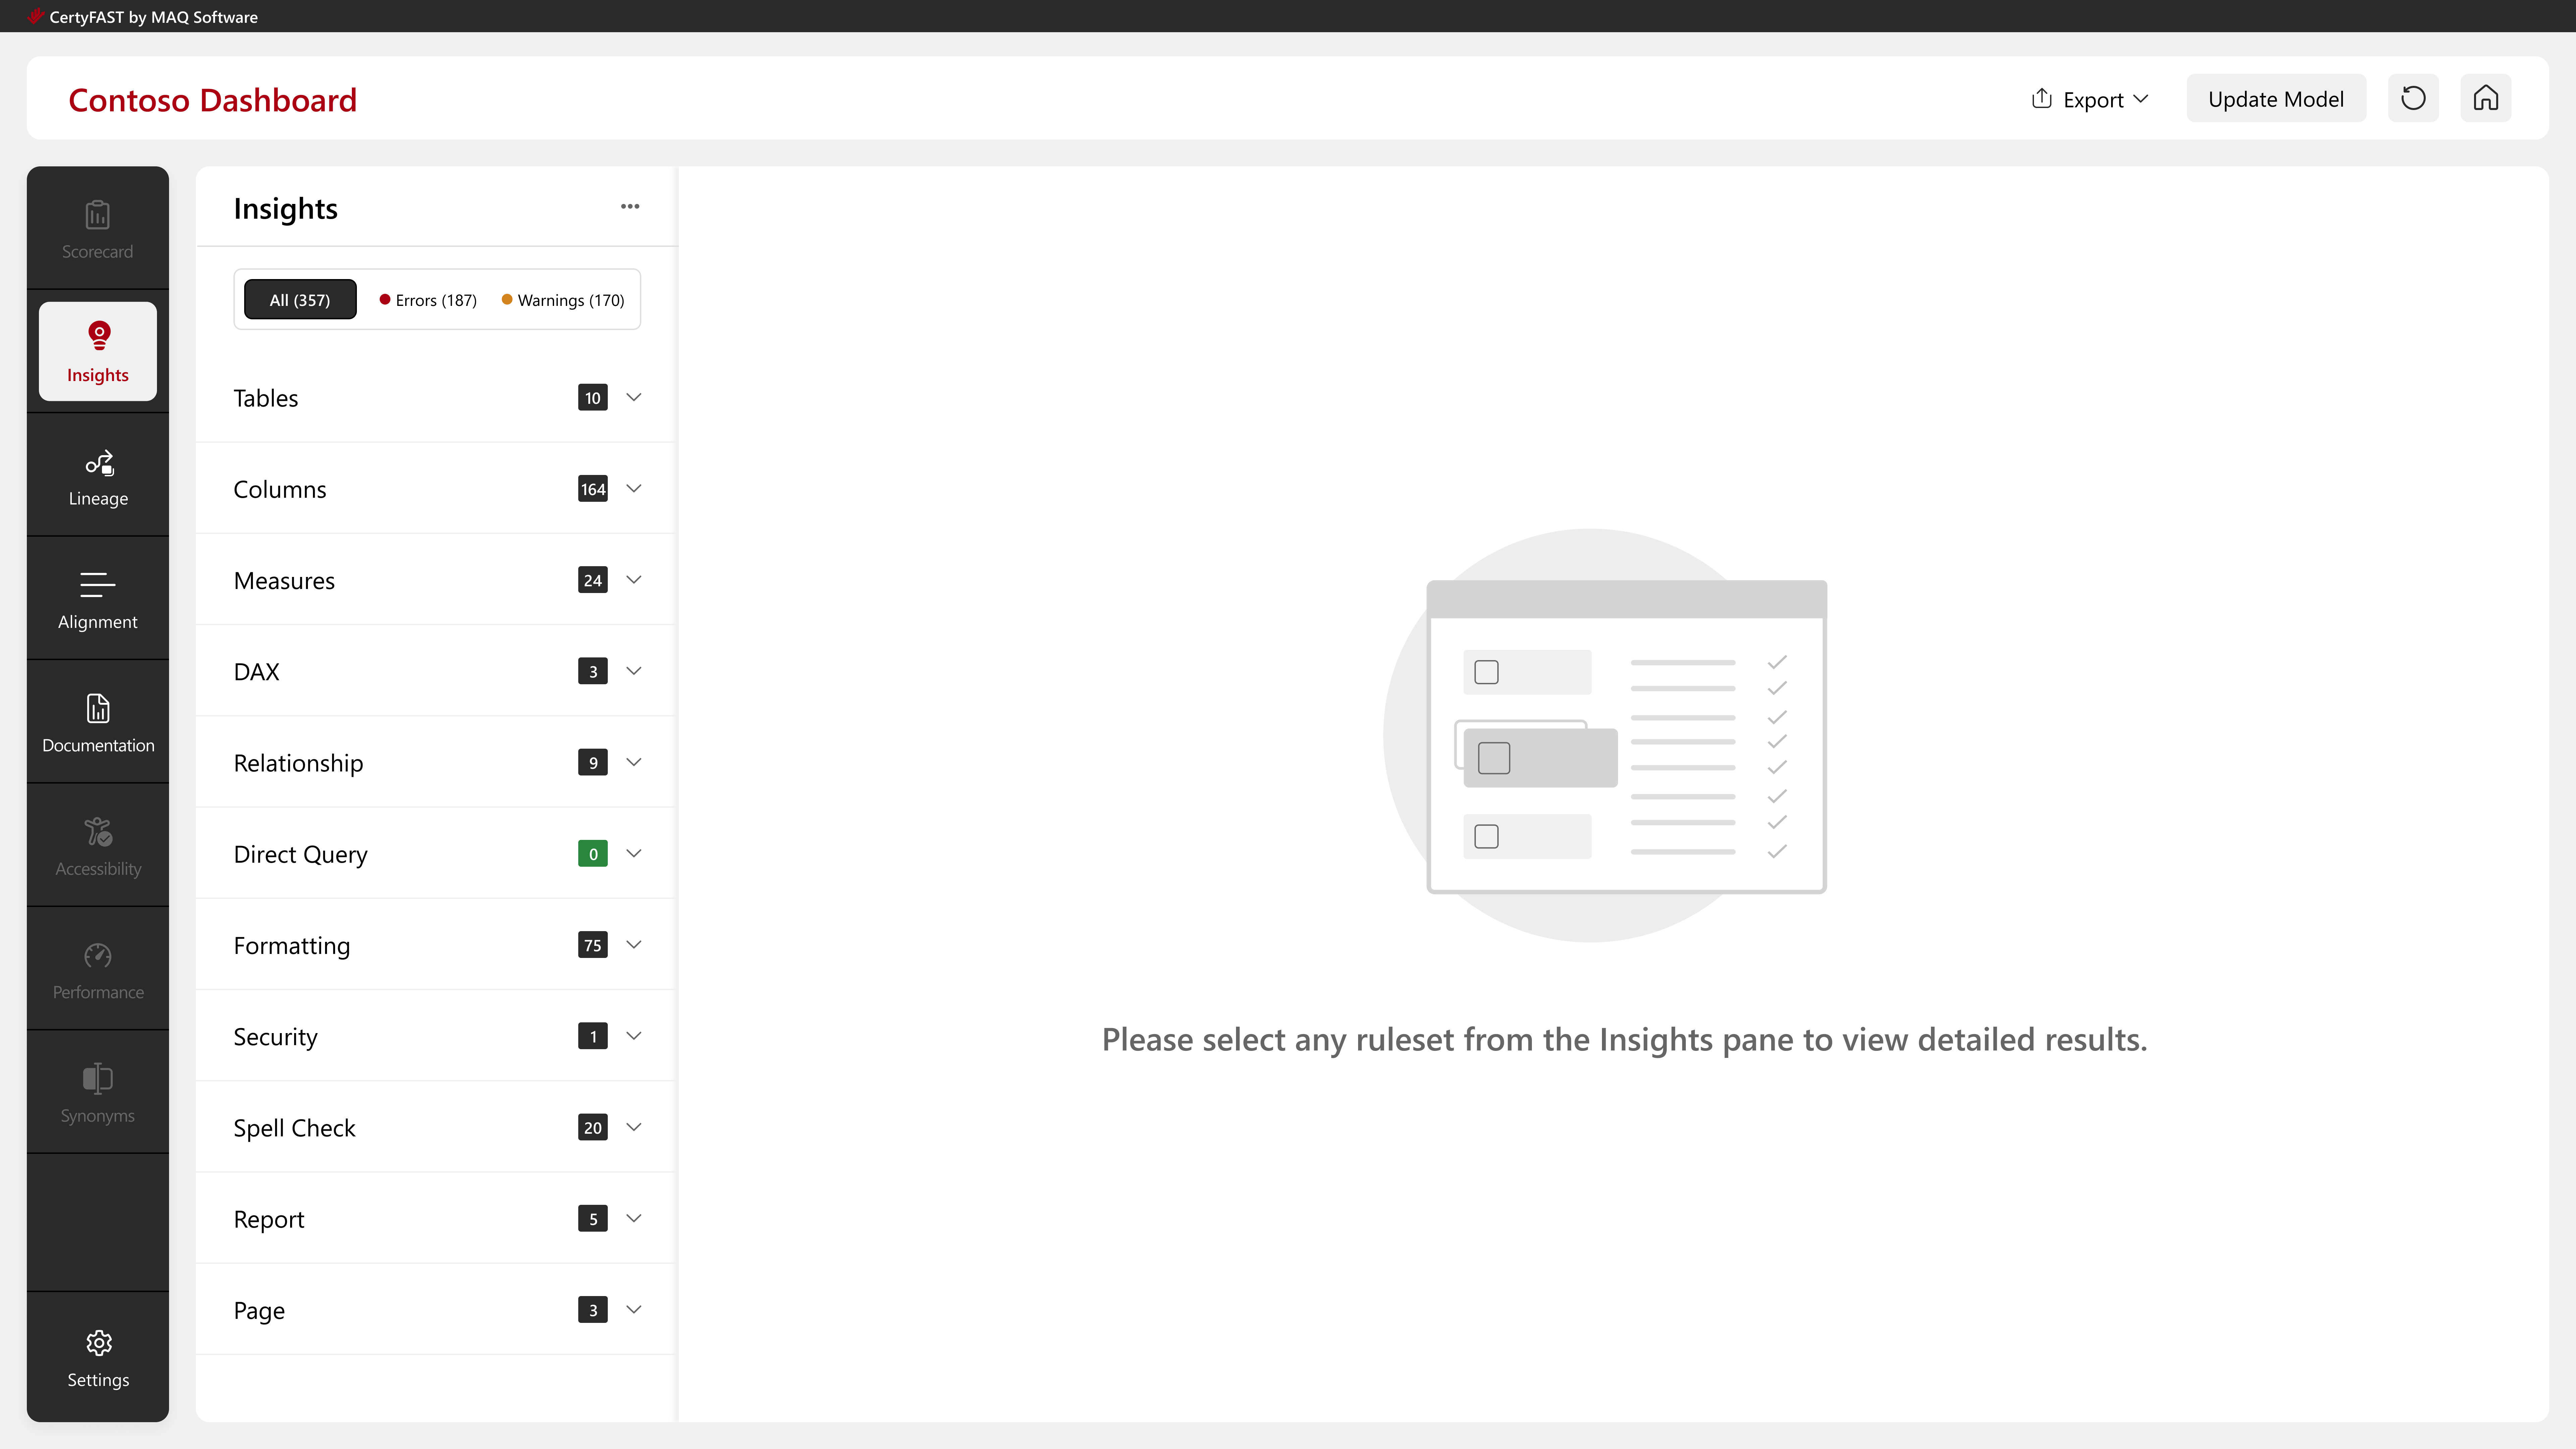 CertyFAST by MAQ Software
Contoso Dashboard
Export
Update Model
Scorecard
Insights
Lineage
Alignment
Documentation
Accessibility
Performance
Synonyms
Settings
Insights
All (357) Errors (187) Warnings (170)
Tables 10
Columns 164
Measures 24
DAX 3
Relationship 9
Direct Query 0
Formatting 75
Security 1
Spell Check 20
Report 5
Page 3
Please select any ruleset from the Insights pane to view detailed results.